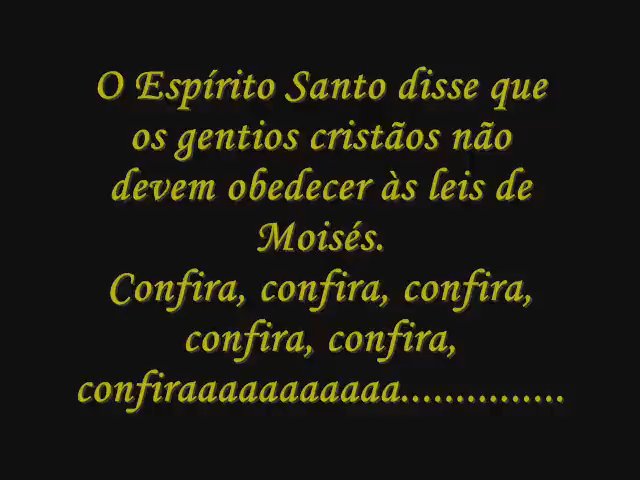 O Espírito Santo disse que
os gentios cristãos não
devem obedecer às leis de
Moisés.
Confira, confira, confira,
confira, confira,
confiraaaaaaaaaaaa...............